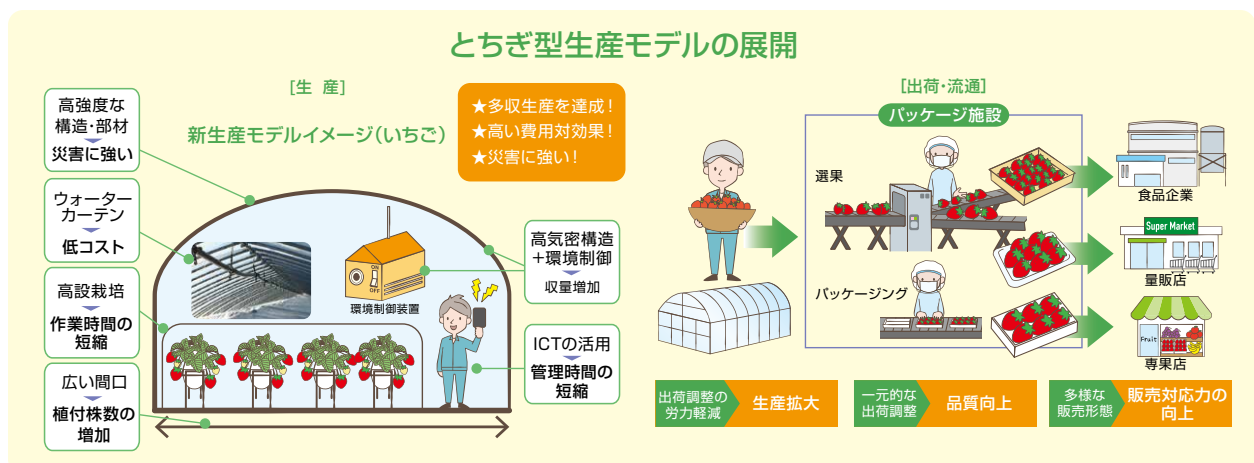 とちぎ型生産モデルの展開
［生 産］
新生産モデルイメージ（いちご）
★多収生産を達成！
★高い費用対効果！
★災害に強い！
高強度な
構造・部材
災害に強い
ウォーター
カーテン
低コスト
高設栽培
作業時間の
短縮
広い間口
植付株数の
増加
ON
OFF
環境制御装置
高気密構造
＋環境制御
収量増加
ICTの活用
管理時間の
短縮
［出荷・流通］
パッケージ施設
選果
パッケージング
食品企業
Super Market
量販店
Fruit
専果店
出荷調整の
労力軽減
生産拡大
一元的な
出荷調整
品質向上
多様な
販売形態
販売対応力の
向上